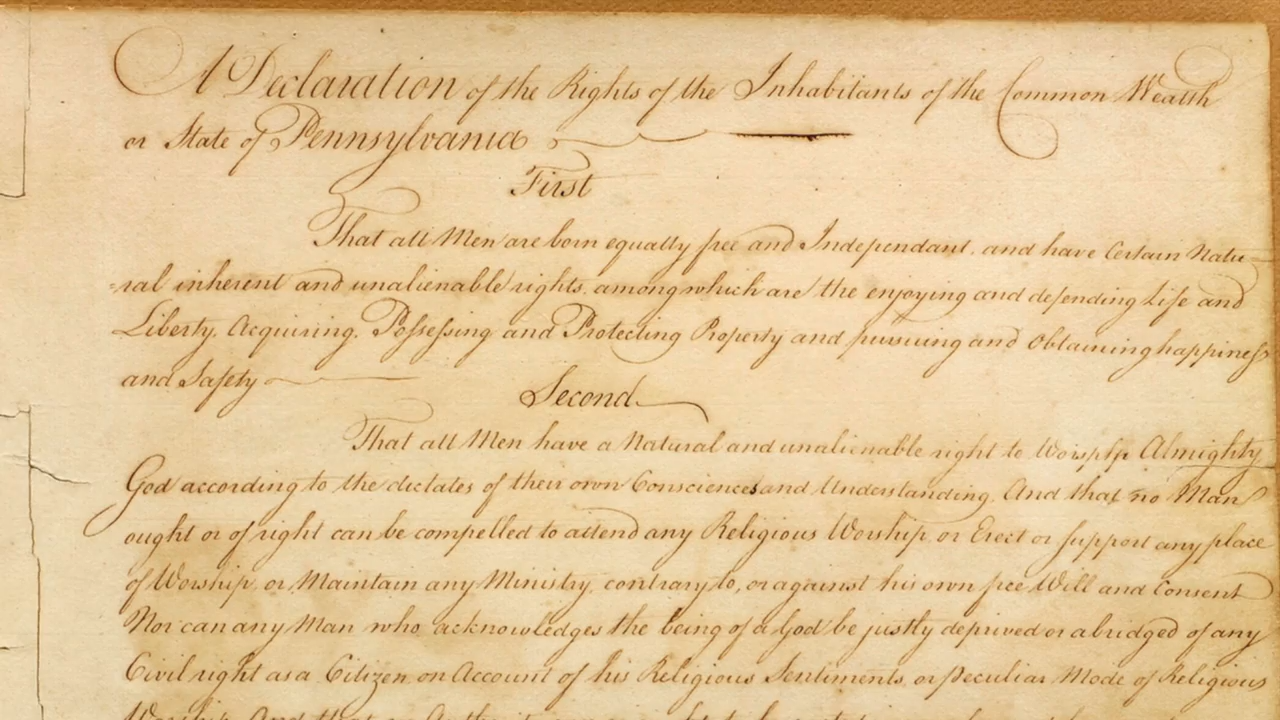 A Declaration of the Rights of the Inhabitants of the Common Wealth
or State of Pennsylvania
First
That all Men are born equally free and Independant, and have Certain Natu-
=ral inherent and unalienable rights, among which are the enjoying and defending Life and
Liberty, Acquiring, Possessing and Protecting Property and pursuing and Obtaining happiness
and Safety
Second
That all Men have a Natural and unalienable right to Worship Almighty
God according to the dictates of their own Consciences and Understanding, And that no Man
ought or of right can be compelled to attend any Religious Worship, or Erect or support any place
of Worship, or Maintain any Ministry, contrary to, or against his own free Will and Consent
Nor can any Man who acknowledges the being of a God be justly deprived or abridged of any
Civil right as a Citizen, on Account of his Religious Sentiments, or peculiar Mode of Religious
Worship, And that no